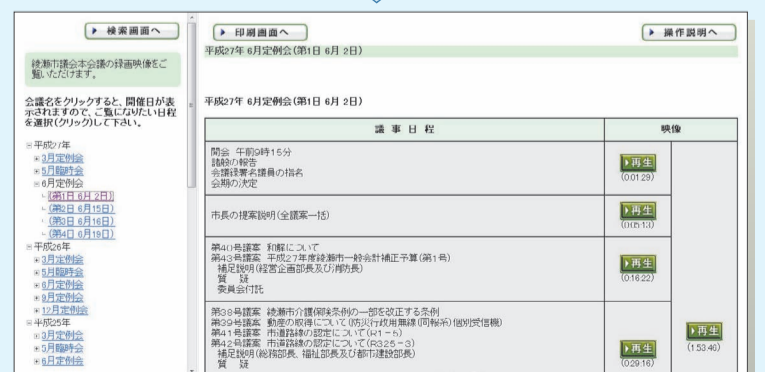 検索画面へ
綾瀬市議会本会議の録画映像をご
覧いただけます。
会議名をクリックすると、開催日が表
示されますので、ご覧になりたい日程
を選択(クリック)して下さい。
平成27年
3月定例会
5月臨時会
6月定例会
(第1日 6月 2日)
(第2日 6月15日)
(第3日 6月16日)
(第4日 6月19日)
平成26年
3月定例会
5月臨時会
6月定例会
9月定例会
12月定例会
平成25年
3月定例会
5月臨時会
6月定例会
印刷画面へ
操作説明へ
平成27年 6月定例会(第1日 6月 2日)
平成27年 6月定例会(第1日 6月 2日)
議 事 日 程
映像
開会 午前9時15分
諸般の報告
会議録署名議員の指名
会期の決定
再生
(0:01:29)
市長の提案説明(全議案一括)
再生
(0:05:13)
第40号議案 和解について
第43号議案 平成27年度綾瀬市一般会計補正予算(第1号)
補足説明(経営企画部長及び消防長)
質 疑
委員会付託
再生
(0:16:22)
第38号議案 綾瀬市介護保険条例の一部を改正する条例
第39号議案 動産の取得について(防災行政用無線(同報系)個別受信機)
第41号議案 市道路線の認定について(R1-5)
第42号議案 市道路線の認定について(R325-3)
補足説明(総務部長、福祉部長及び都市建設部長)
質 疑
再生
(0:29:16)
再生
(1:53:46)